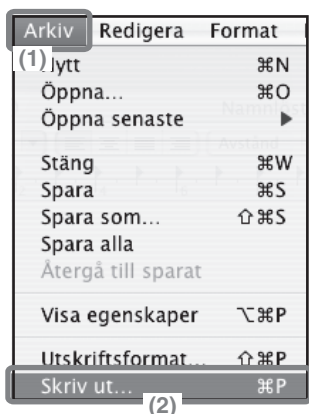 Arkiv Redigera Format
(1) Nytt ⌘N
Öppna... ⌘O
Öppna senaste ▶
Stäng ⌘W
Spara ⌘S
Spara som... ⇧⌘S
Spara alla
Återgå till sparat
Visa egenskaper ⌥⌘P
Utskriftsformat... ⇧⌘P
Skriv ut... ⌘P
(2)